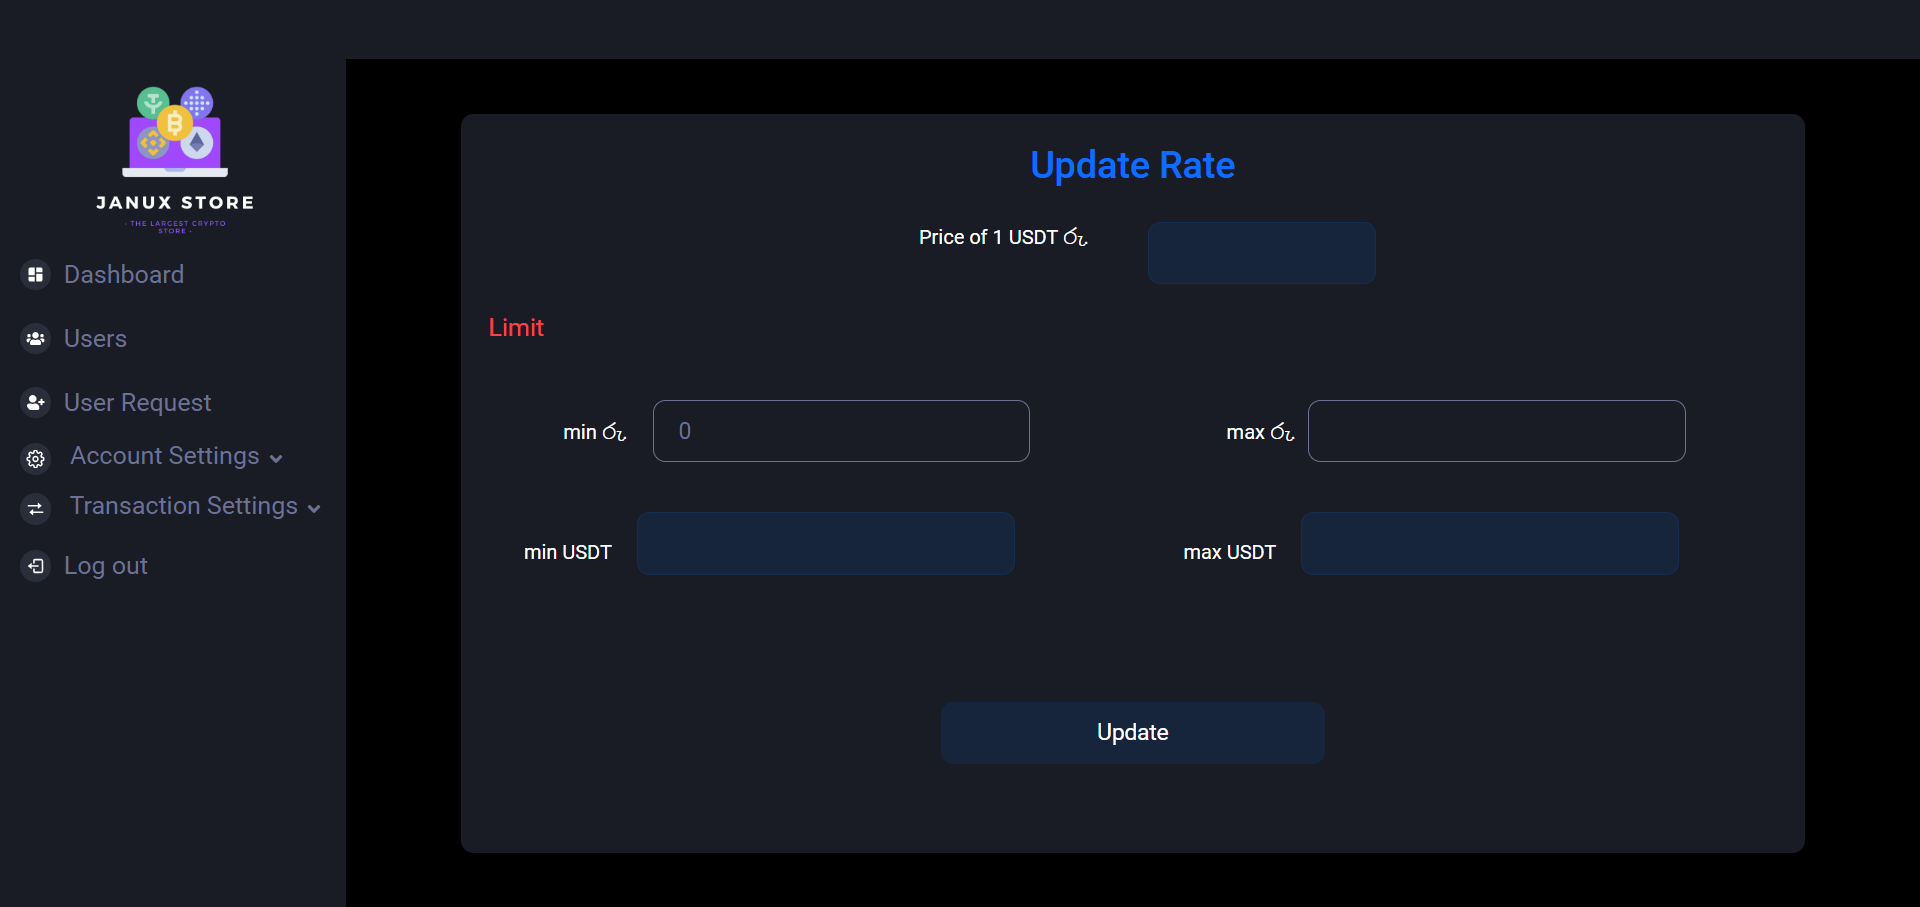 JANUX STORE
· THE LARGEST CRYPTO
STORE ·
Dashboard
Users
User Request
Account Settings
Transaction Settings
Log out
Update Rate
Price of 1 USDT රු
Limit
min රු
0
max රු
min USDT
max USDT
Update